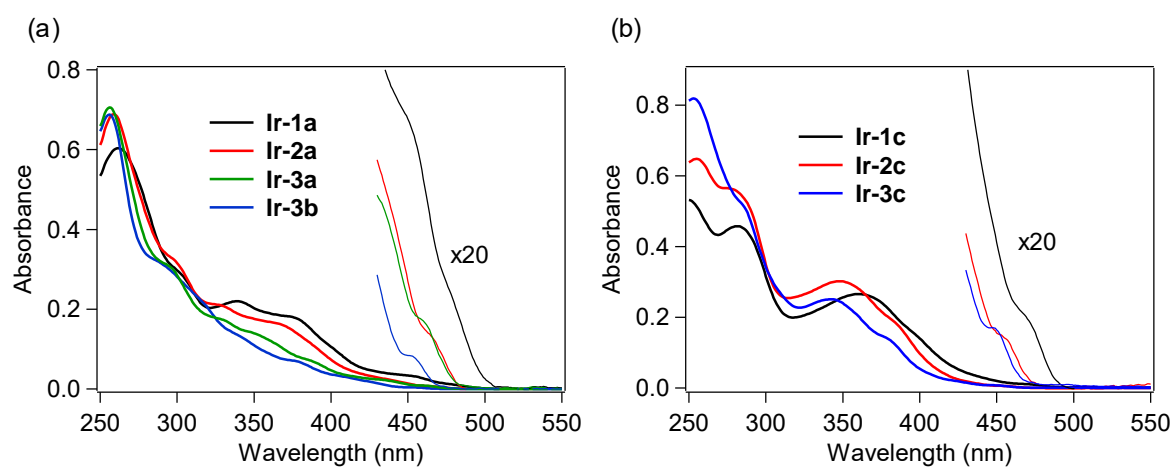 (a)
0.8
0.6
0.4
0.2
0.0
Absorbance
Ir-1a
Ir-2a
Ir-3a
Ir-3b
x20
250 300 350 400 450 500 550
Wavelength (nm)
(b)
0.8
0.6
0.4
0.2
0.0
Absorbance
Ir-1c
Ir-2c
Ir-3c
x20
250 300 350 400 450 500 550
Wavelength (nm)